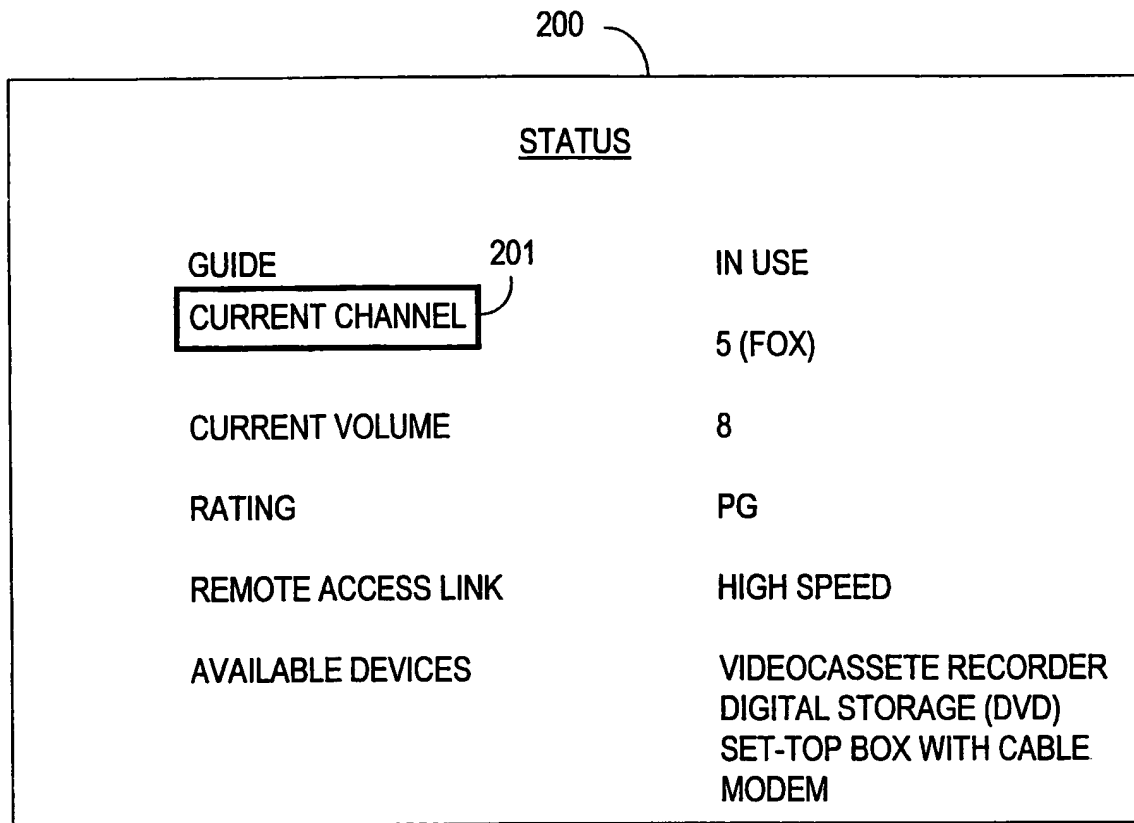 200
STATUS
GUIDE 201 IN USE
CURRENT CHANNEL
5 (FOX)
CURRENT VOLUME 8
RATING PG
REMOTE ACCESS LINK HIGH SPEED
AVAILABLE DEVICES VIDEOCASSETE RECORDER
DIGITAL STORAGE (DVD)
SET-TOP BOX WITH CABLE
MODEM